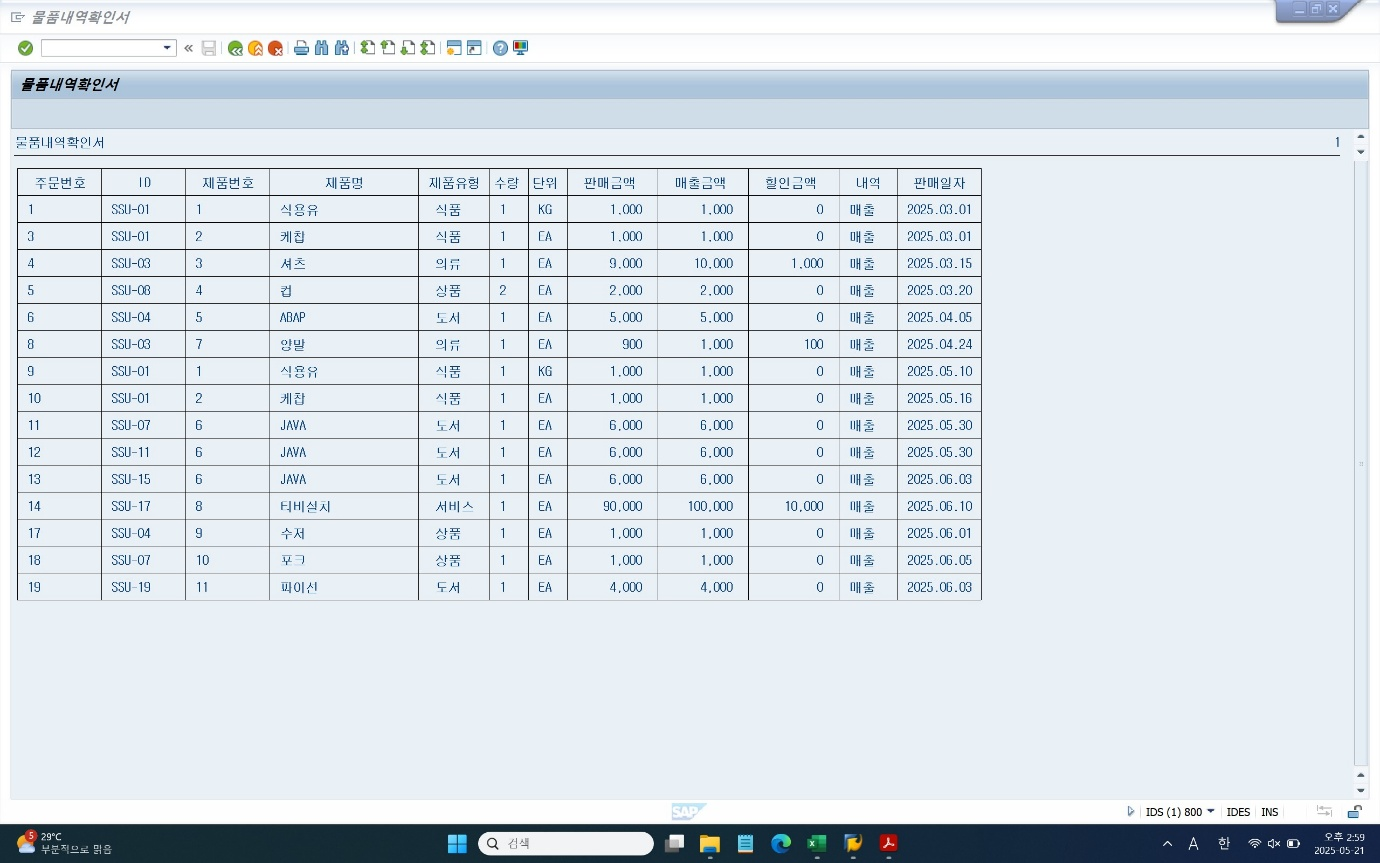 물품내역확인서
물품내역확인서
물품내역확인서 1
주문번호 ID 제품번호 제품명 제품유형 수량 단위 판매금액 매출금액 할인금액 내역 판매일자
1 SSU-01 1 식용유 식품 1 KG 1,000 1,000 0 매출 2025.03.01
3 SSU-01 2 케찹 식품 1 EA 1,000 1,000 0 매출 2025.03.01
4 SSU-03 3 셔츠 의류 1 EA 9,000 10,000 1,000 매출 2025.03.15
5 SSU-08 4 컵 상품 2 EA 2,000 2,000 0 매출 2025.03.20
6 SSU-04 5 ABAP 도서 1 EA 5,000 5,000 0 매출 2025.04.05
8 SSU-03 7 양말 의류 1 EA 900 1,000 100 매출 2025.04.24
9 SSU-01 1 식용유 식품 1 KG 1,000 1,000 0 매출 2025.05.10
10 SSU-01 2 케찹 식품 1 EA 1,000 1,000 0 매출 2025.05.16
11 SSU-07 6 JAVA 도서 1 EA 6,000 6,000 0 매출 2025.05.30
12 SSU-11 6 JAVA 도서 1 EA 6,000 6,000 0 매출 2025.05.30
13 SSU-15 6 JAVA 도서 1 EA 6,000 6,000 0 매출 2025.06.03
14 SSU-17 8 티비설치 서비스 1 EA 90,000 100,000 10,000 매출 2025.06.10
17 SSU-04 9 수저 상품 1 EA 1,000 1,000 0 매출 2025.06.01
18 SSU-07 10 포크 상품 1 EA 1,000 1,000 0 매출 2025.06.05
19 SSU-19 11 파이선 도서 1 EA 4,000 4,000 0 매출 2025.06.03
SAP IDS (1) 800 IDES INS
5 29°C
부분적으로 맑음
검색
A 한
오후 2:59
2025-05-21